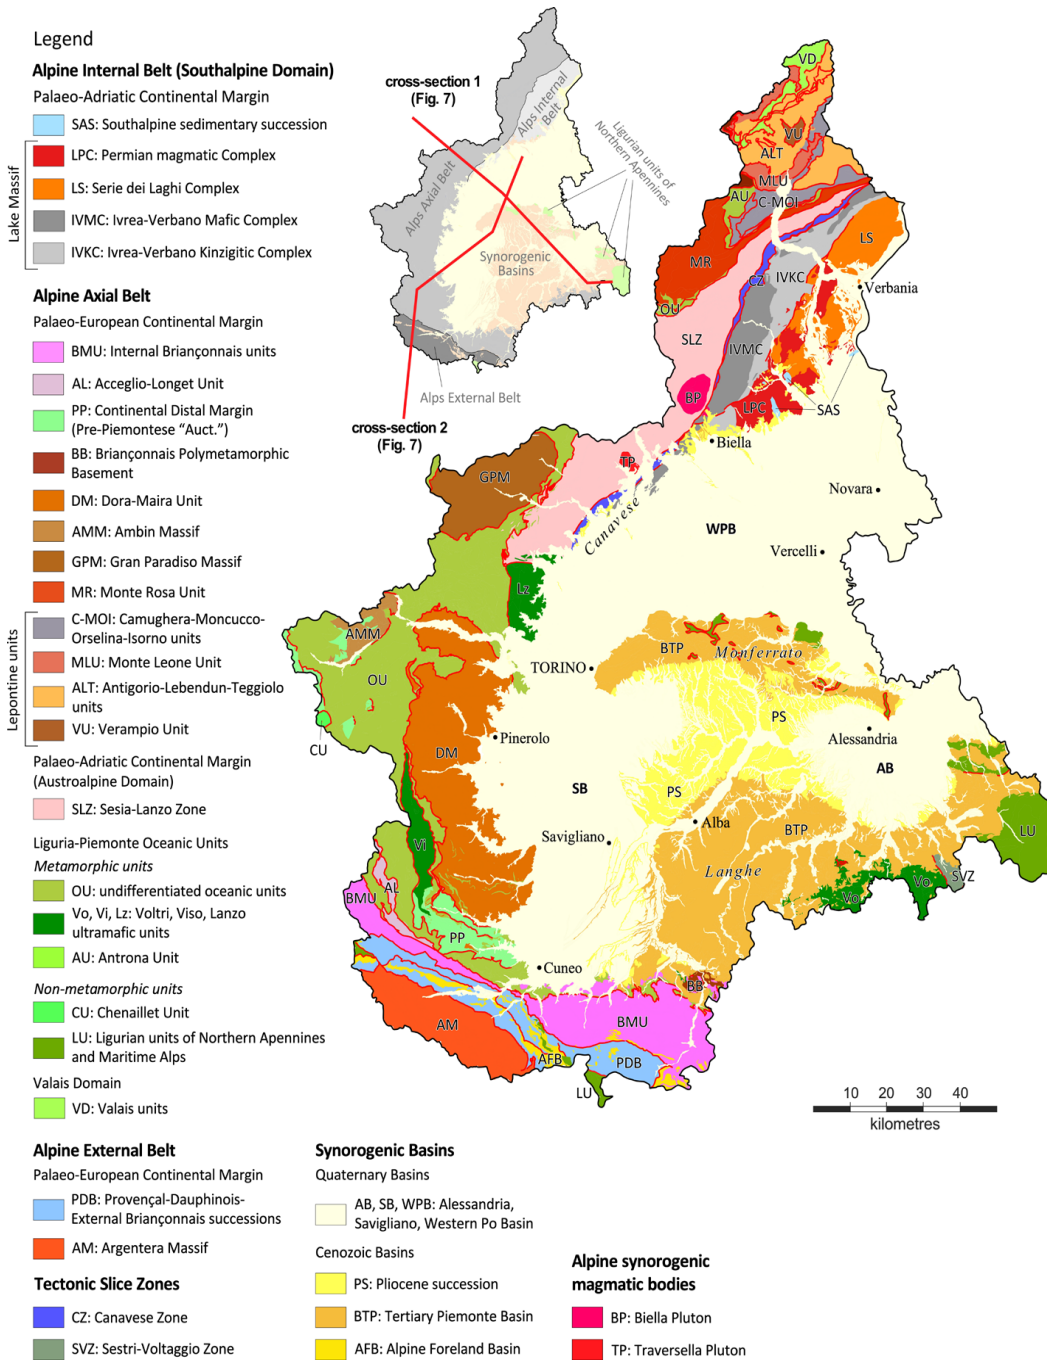 Legend
Alpine Internal Belt (Southalpine Domain)
Palaeo-Adriatic Continental Margin
SAS: Southalpine sedimentary succession
Lake Massif
LPC: Permian magmatic Complex
LS: Serie dei Laghi Complex
IVMC: Ivrea-Verbano Mafic Complex
IVKC: Ivrea-Verbano Kinzigitic Complex
Alpine Axial Belt
Palaeo-European Continental Margin
BMU: Internal Briançonnais units
AL: Acceglio-Longet Unit
PP: Continental Distal Margin
(Pre-Piemontese “Auct.”)
BB: Briançonnais Polymetamorphic
Basement
DM: Dora-Maira Unit
AMM: Ambin Massif
GPM: Gran Paradiso Massif
MR: Monte Rosa Unit
Lepontine units
C-MOI: Camughera-Moncucco-
Orselina-Isorno units
MLU: Monte Leone Unit
ALT: Antigorio-Lebendun-Teggiolo
units
VU: Verampio Unit
Palaeo-Adriatic Continental Margin
(Austroalpine Domain)
SLZ: Sesia-Lanzo Zone
Liguria-Piemonte Oceanic Units
Metamorphic units
OU: undifferentiated oceanic units
Vo, Vi, Lz: Voltri, Viso, Lanzo
ultramafic units
AU: Antrona Unit
Non-metamorphic units
CU: Chenaillet Unit
LU: Ligurian units of Northern Apennines
and Maritime Alps
Valais Domain
VD: Valais units
Alpine External Belt
Palaeo-European Continental Margin
PDB: Provençal-Dauphinois-
External Briançonnais successions
AM: Argentera Massif
Tectonic Slice Zones
CZ: Canavese Zone
SVZ: Sestri-Voltaggio Zone
Synorogenic Basins
Quaternary Basins
AB, SB, WPB: Alessandria,
Savigliano, Western Po Basin
Cenozoic Basins
PS: Pliocene succession
BTP: Tertiary Piemonte Basin
AFB: Alpine Foreland Basin
Alpine synorogenic
magmatic bodies
BP: Biella Pluton
TP: Traversella Pluton
cross-section 1
(Fig. 7)
Alps Internal
Belt
Ligurian units of
Northern Apennines
Alps Axial Belt
Synorogenic
Basins
Alps External Belt
cross-section 2
(Fig. 7)
VD
VU
ALT
MLU
AU
C-MOI
LS
MR
CZ
IVKC
Verbania
OU
SLZ
IVMC
BP
LPC
SAS
Biella
GPM
TP
Canavese
Novara
WPB
Vercelli
Lz
AMM
BTP
Monferrato
TORINO
OU
PS
CU
DM
Pinerolo
Alessandria
AB
SB
PS
Alba
BTP
LU
Savigliano
Vi
Langhe
AL
BMU
Vo
Vo
SVZ
PP
Cuneo
BB
AM
BMU
AFB
PDB
LU
10 20 30 40
kilometres